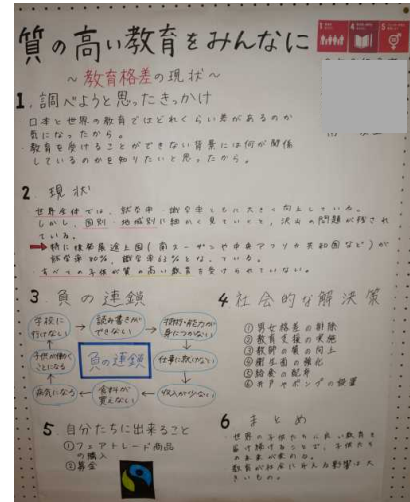 質の高い教育をみんなに
～教育格差の現状～
1. 調べようと思ったきっかけ
日本と世界の教育ではどれくらい差があるのか
気になったから。
・教育を受けることができない背景には何が関係
しているのかを知りたいと思ったから。
2 現状
世界全体では、就学率・識字率ともに大きく向上している。
しかし、国別・地域別に細かく見ていくと、沢山の問題が残され
ている。
➡特に後発開発途上国(南スーダンや中央アフリカ共和国など)が
就学率80%、識字率63%となっている。
すべての子供が質の高い教育を受けられていない。
3 負の連鎖
学校に
行けない
読み書きが
できない
技術・能力が
身につかない
仕事に就けない
収入が少ない
食料が
買えない
病気になる
子供が働く
ことになる
負の連鎖
4 社会的な解決策
①男女格差の排除
②教育支援の実施
③教師の質の向上
④衛生面の強化
⑤給食の配布
⑥井戸やポンプの設置
5 自分たちに出来ること
①フェアトレード商品
の購入
②募金
6 まとめ
・世界の子供たちに良い教育を
届け続けることで、子供たち
の未来が変わる。
教育が社会に与える影響は大
きいもの。